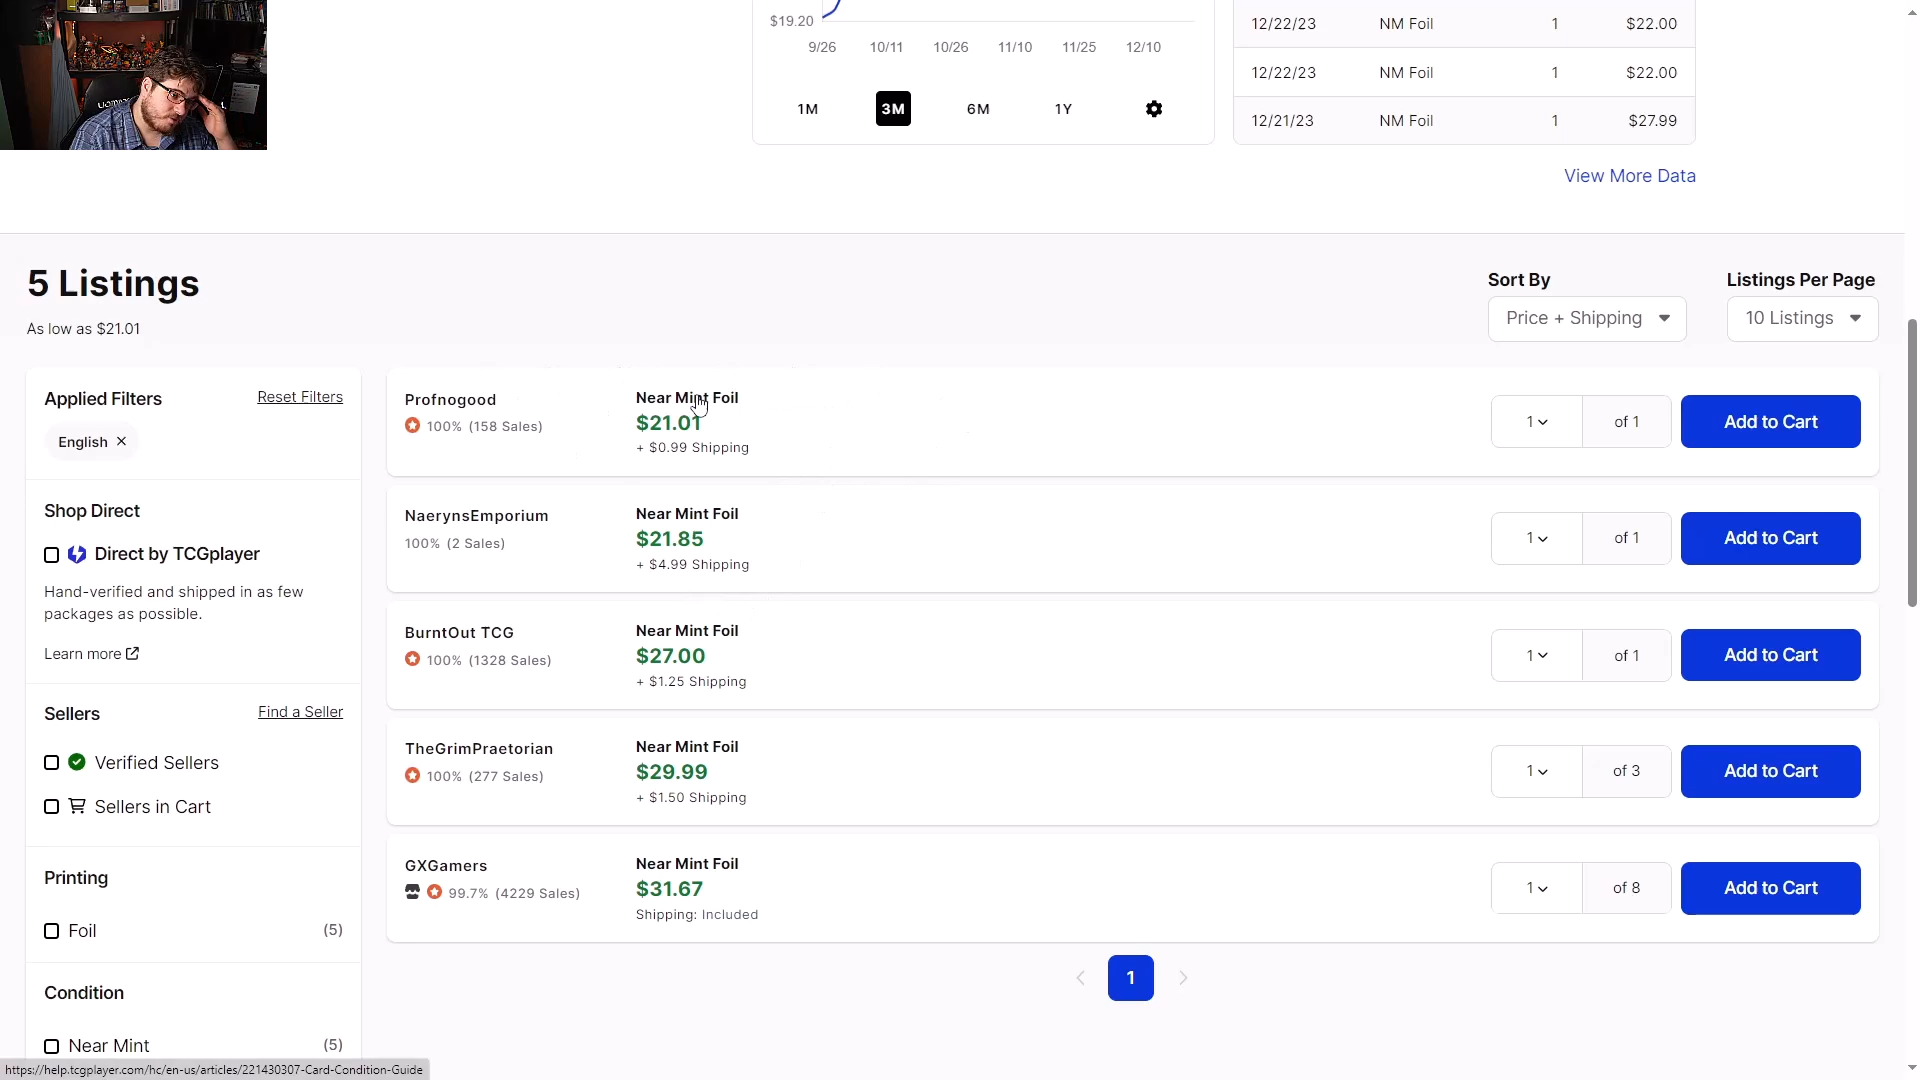 $19.20
9/26 10/11 10/26 11/10 11/25 12/10
1M 3M 6M 1Y
12/22/23 NM Foil 1 $22.00
12/22/23 NM Foil 1 $22.00
12/21/23 NM Foil 1 $27.99
View More Data
5 Listings
As low as $21.01
Sort By
Price + Shipping
Listings Per Page
10 Listings
Applied Filters Reset Filters
English
Shop Direct
Direct by TCGplayer
Hand-verified and shipped in as few
packages as possible.
Learn more
Sellers Find a Seller
Verified Sellers
Sellers in Cart
Printing
Foil (5)
Condition
Near Mint (5)
Profnogood
100% (158 Sales)
Near Mint Foil
$21.01
+ $0.99 Shipping
1 of 1 Add to Cart
NaerynsEmporium
100% (2 Sales)
Near Mint Foil
$21.85
+ $4.99 Shipping
1 of 1 Add to Cart
BurntOut TCG
100% (1328 Sales)
Near Mint Foil
$27.00
+ $1.25 Shipping
1 of 1 Add to Cart
TheGrimPraetorian
100% (277 Sales)
Near Mint Foil
$29.99
+ $1.50 Shipping
1 of 3 Add to Cart
GXGamers
99.7% (4229 Sales)
Near Mint Foil
$31.67
Shipping: Included
1 of 8 Add to Cart
1
https://help.tcgplayer.com/hc/en-us/articles/221430307-Card-Condition-Guide